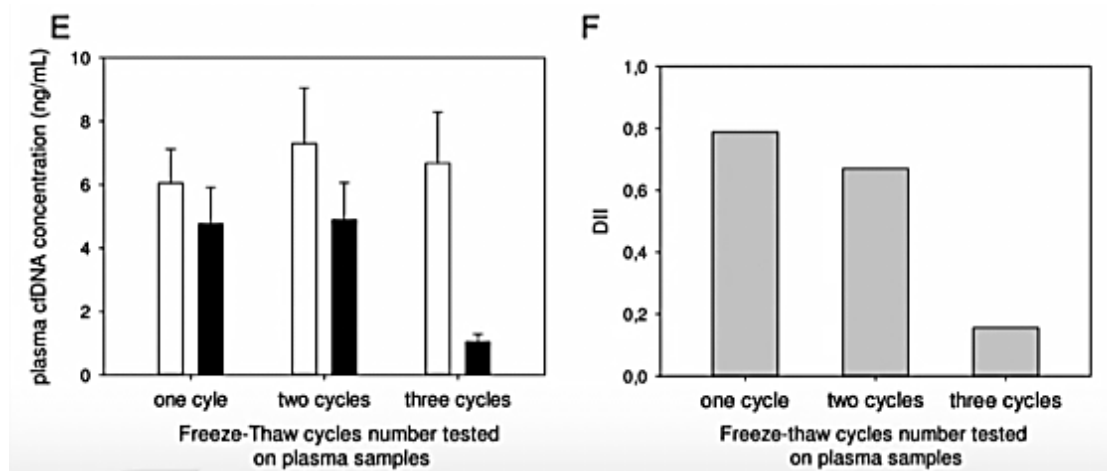 E
plasma cfDNA concentration (ng/mL)
10
8
6
4
2
0
one cyle
two cycles
three cycles
Freeze-Thaw cycles number tested
on plasma samples
F
DII
1,0
0,8
0,6
0,4
0,2
0,0
one cycle
two cycles
three cycles
Freeze-thaw cycles number tested
on plasma samples